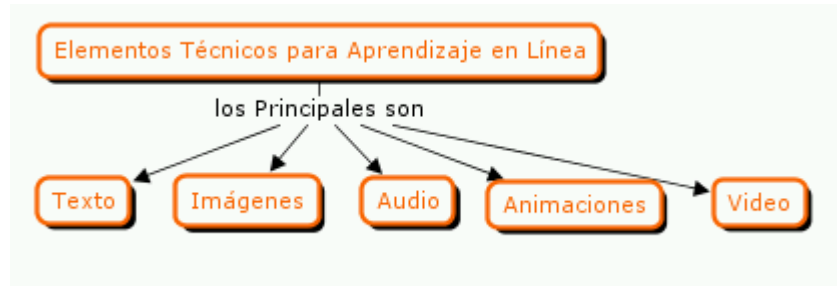 Elementos Técnicos para Aprendizaje en Línea
los Principales son
Texto
Imágenes
Audio
Animaciones
Video